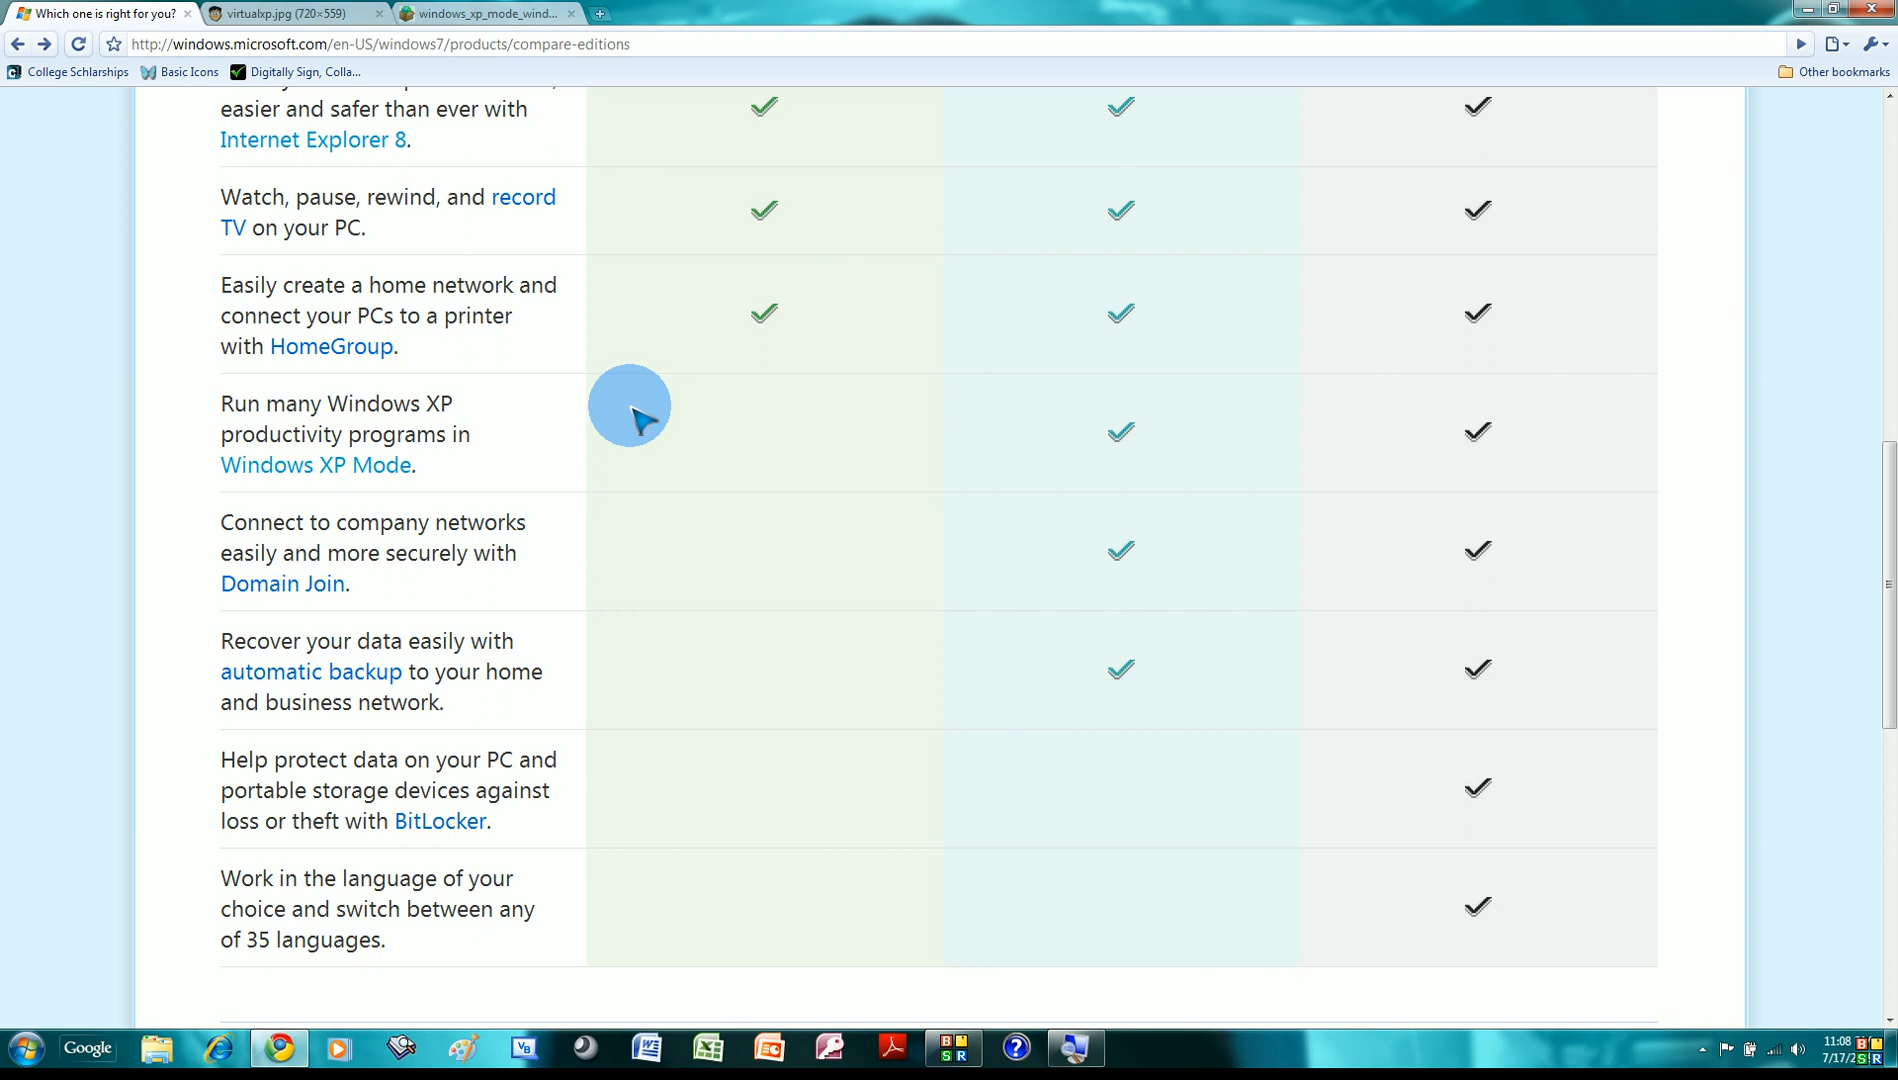 Which one is right for you?
virtualxp.jpg (720×559)
windows_xp_mode_wind...
http://windows.microsoft.com/en-US/windows7/products/compare-editions
College Schlarships
Basic Icons
Digitally Sign, Colla...
Other bookmarks
easier and safer than ever with
Internet Explorer 8.
Watch, pause, rewind, and record
TV on your PC.
Easily create a home network and
connect your PCs to a printer
with HomeGroup.
Run many Windows XP
productivity programs in
Windows XP Mode.
Connect to company networks
easily and more securely with
Domain Join.
Recover your data easily with
automatic backup to your home
and business network.
Help protect data on your PC and
portable storage devices against
loss or theft with BitLocker.
Work in the language of your
choice and switch between any
of 35 languages.
Google
VB
B
S R
11:08
7/17/2
B
S R